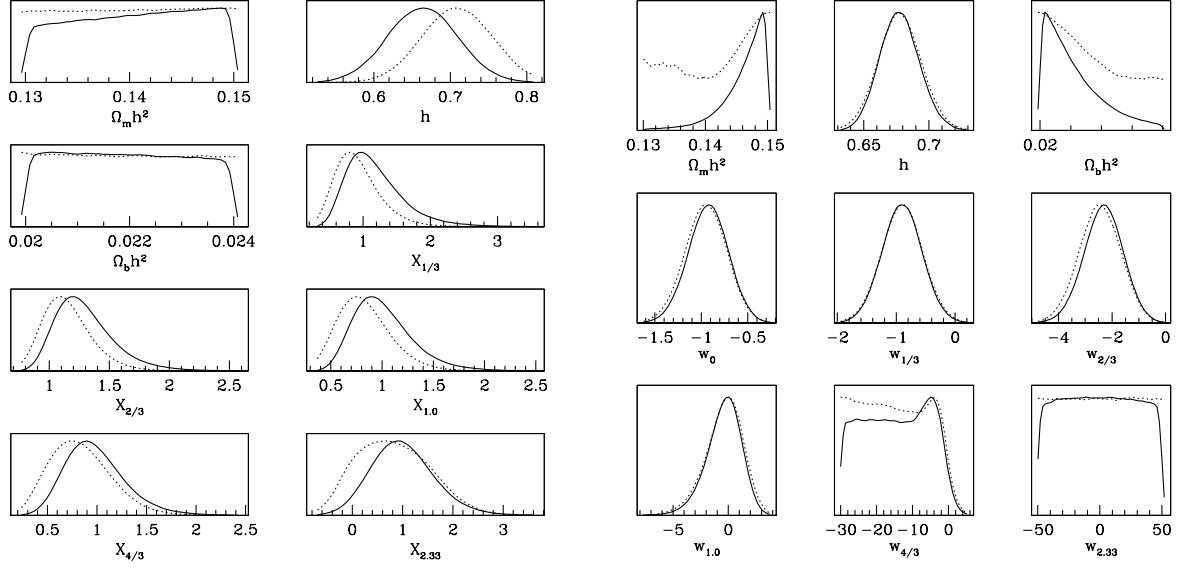 0.13 0.14 0.15
Ωₘh²
0.6 0.7 0.8
h
0.02 0.022 0.024
Ω_bh²
1 2 3
X₁/₃
1 1.5 2 2.5
X₂/₃
0.5 1 1.5 2 2.5
X₁.₀
0.5 1 1.5 2 2.5
X₄/₃
0 1 2 3
X₂.₃₃
0.13 0.14 0.15
Ωₘh²
0.65 0.7
h
0.02
Ω_bh²
−1.5 −1 −0.5
w₀
−2 −1 0
w₁/₃
−4 −2 0
w₂/₃
−5 0
w₁.₀
−30 −20 −10 0
w₄/₃
−50 0 50
w₂.₃₃